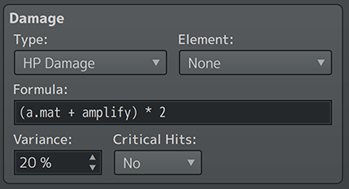 Damage
Type: Element:
HP Damage None
Formula:
(a.mat + amplify) * 2
Variance: Critical Hits:
20 % No